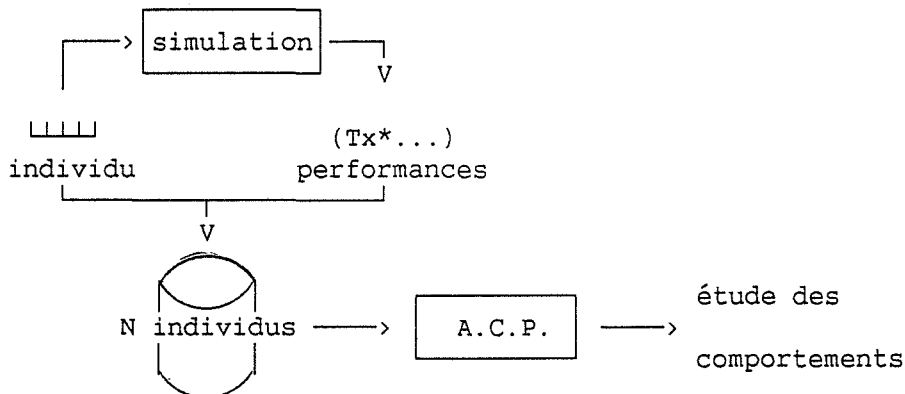 simulation
V
(Tx*...)
individu
performances
V
N individus
A.C.P.
étude des
comportements